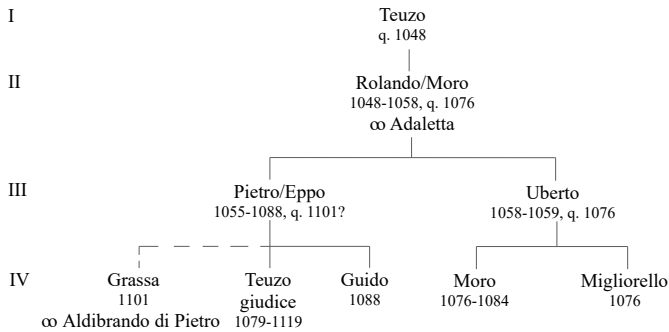 I
Teuzo
q. 1048
II
Rolando/Moro
1048-1058, q. 1076
ꝏ Adaletta
III
Pietro/Eppo
1055-1088, q. 1101?
Uberto
1058-1059, q. 1076
IV
Grassa
1101
ꝏ Aldibrando di Pietro
Teuzo
giudice
1079-1119
Guido
1088
Moro
1076-1084
Migliorello
1076